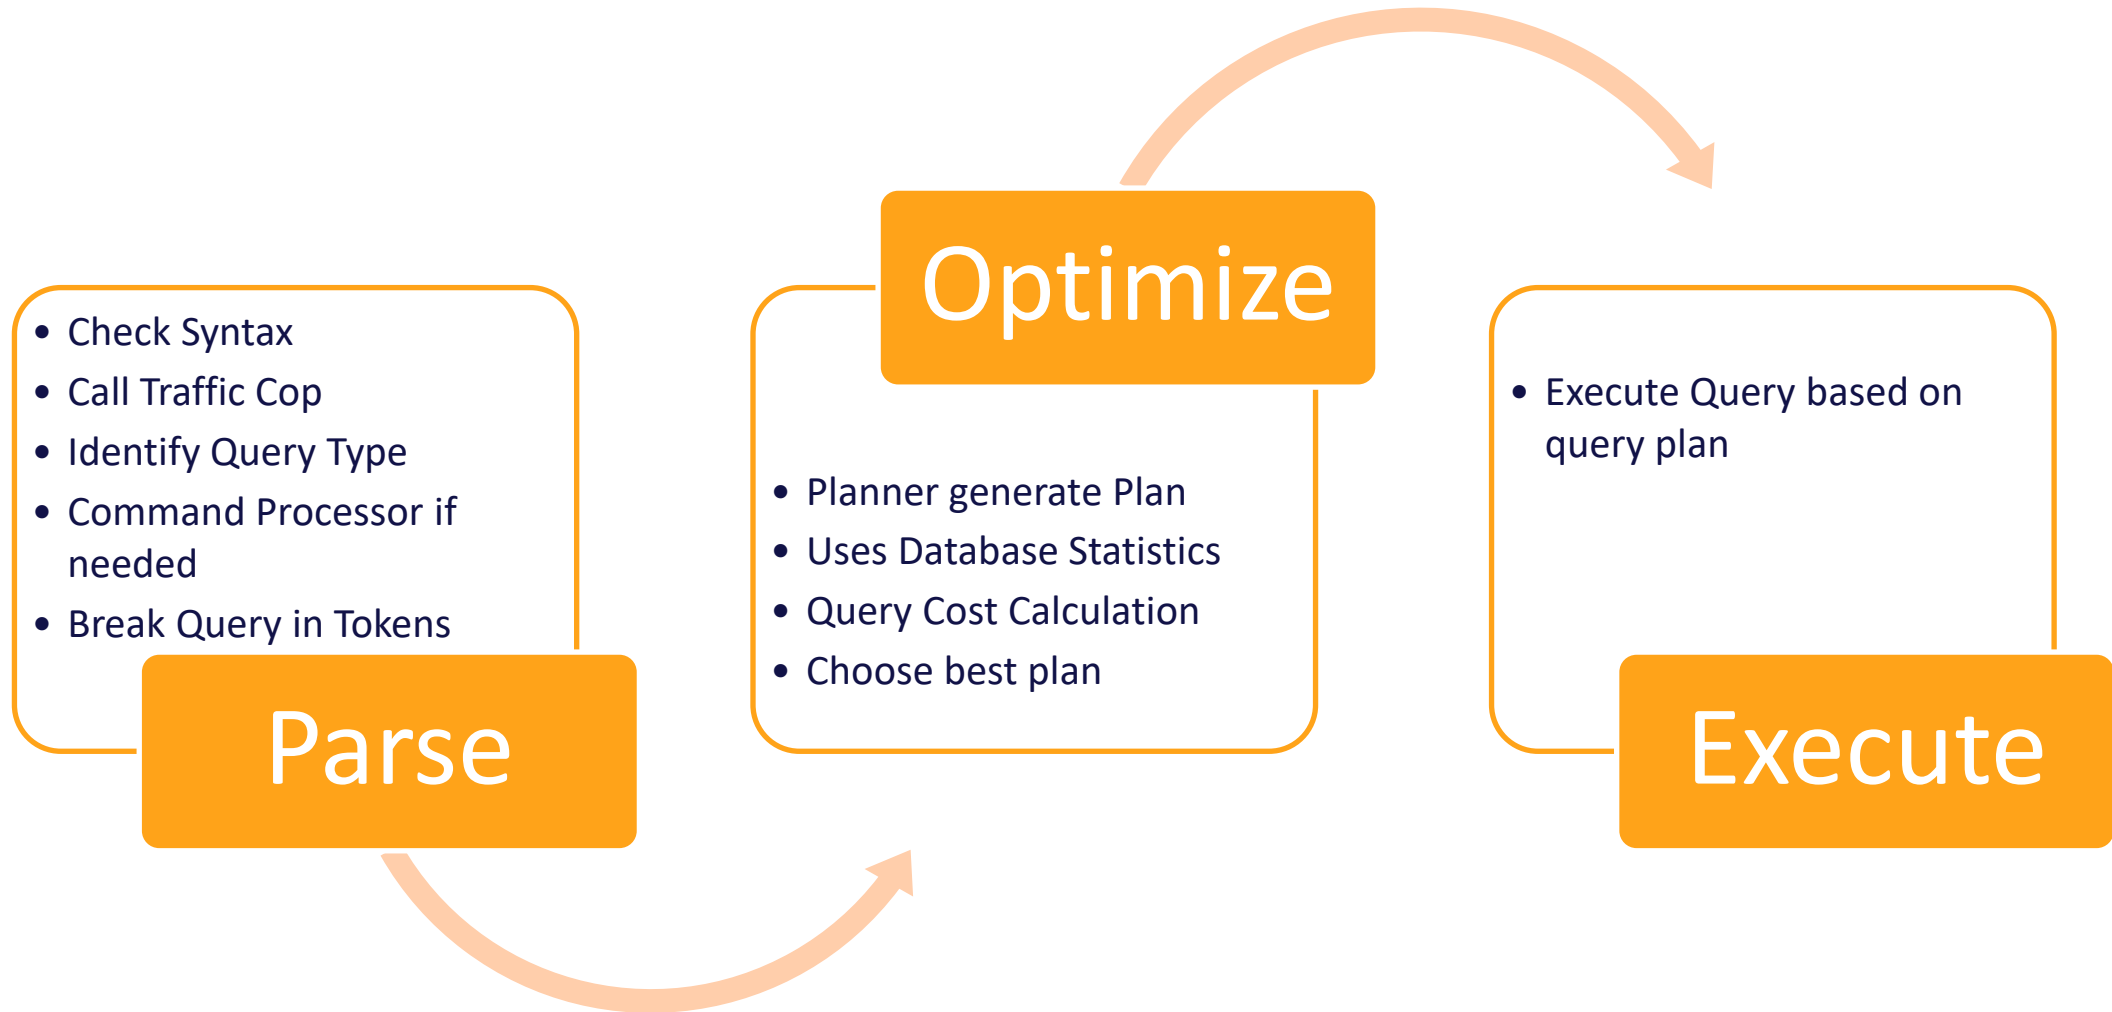 • Check Syntax
• Call Traffic Cop
• Identify Query Type
• Command Processor if
needed
• Break Query in Tokens
Parse
Optimize
• Planner generate Plan
• Uses Database Statistics
• Query Cost Calculation
• Choose best plan
• Execute Query based on
query plan
Execute